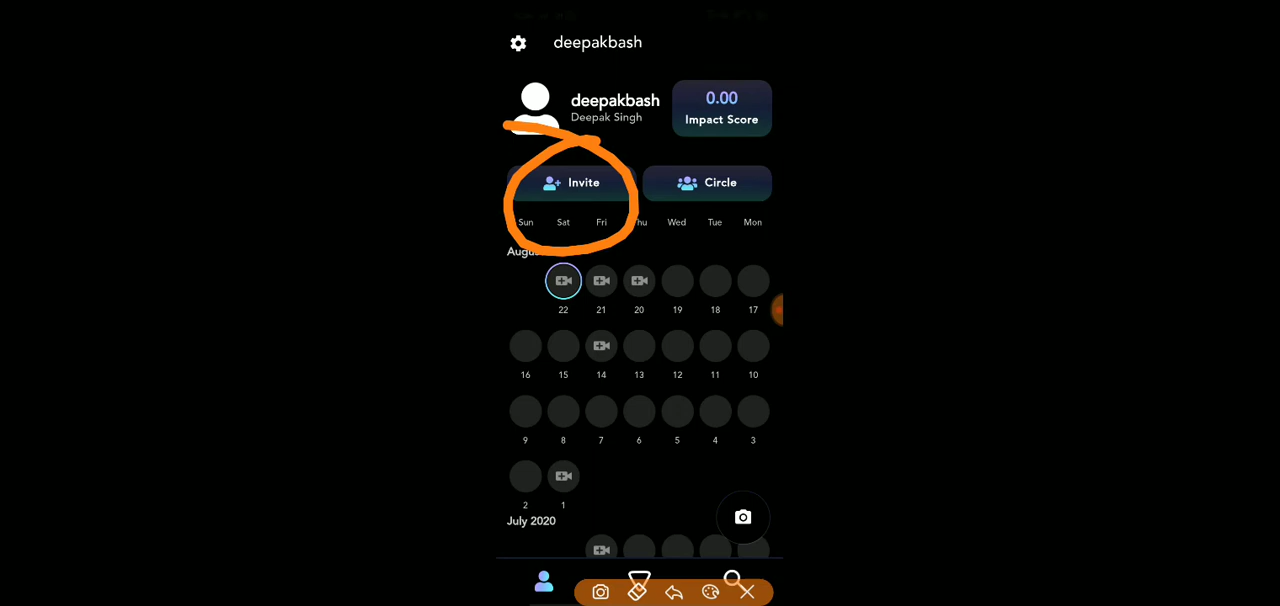 deepakbash
deepakbash
Deepak Singh
0.00
Impact Score
Invite
Circle
Sun Sat Fri Wed Tue Mon
22 21 20 19 18 17
16 15 14 13 12 11 10
9 8 7 6 5 4 3
2 1
July 2020